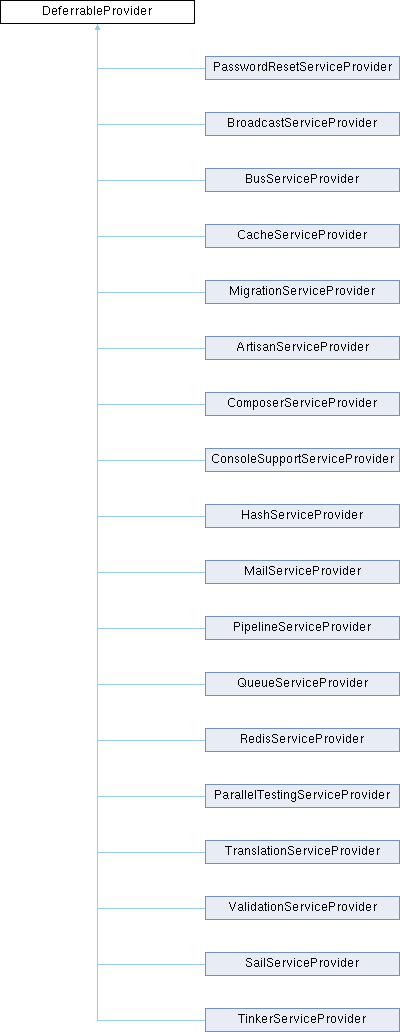 DeferrableProvider
PasswordResetServiceProvider
BroadcastServiceProvider
BusServiceProvider
CacheServiceProvider
MigrationServiceProvider
ArtisanServiceProvider
ComposerServiceProvider
ConsoleSupportServiceProvider
HashServiceProvider
MailServiceProvider
PipelineServiceProvider
QueueServiceProvider
RedisServiceProvider
ParallelTestingServiceProvider
TranslationServiceProvider
ValidationServiceProvider
SailServiceProvider
TinkerServiceProvider